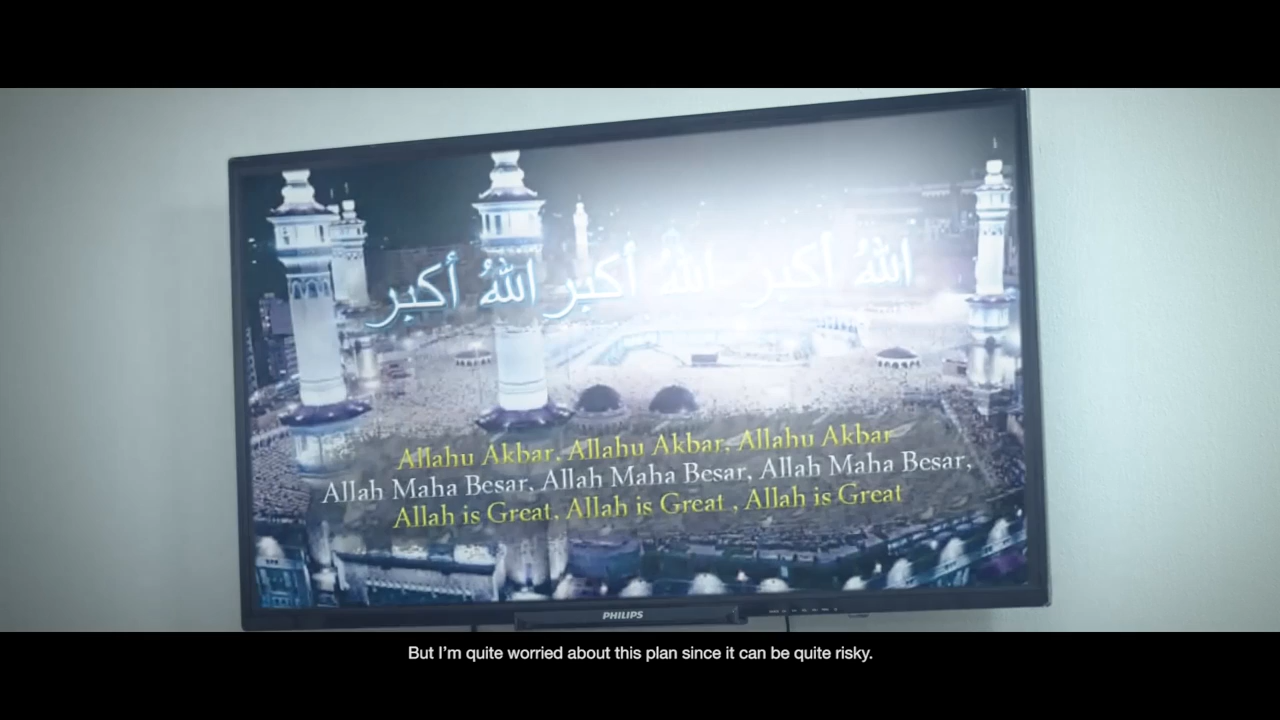 الله أكبر الله أكبر الله أكبر
Allahu Akbar, Allahu Akbar, Allahu Akbar
Allah Maha Besar, Allah Maha Besar, Allah Maha Besar,
Allah is Great, Allah is Great , Allah is Great
PHILIPS
But I'm quite worried about this plan since it can be quite risky.